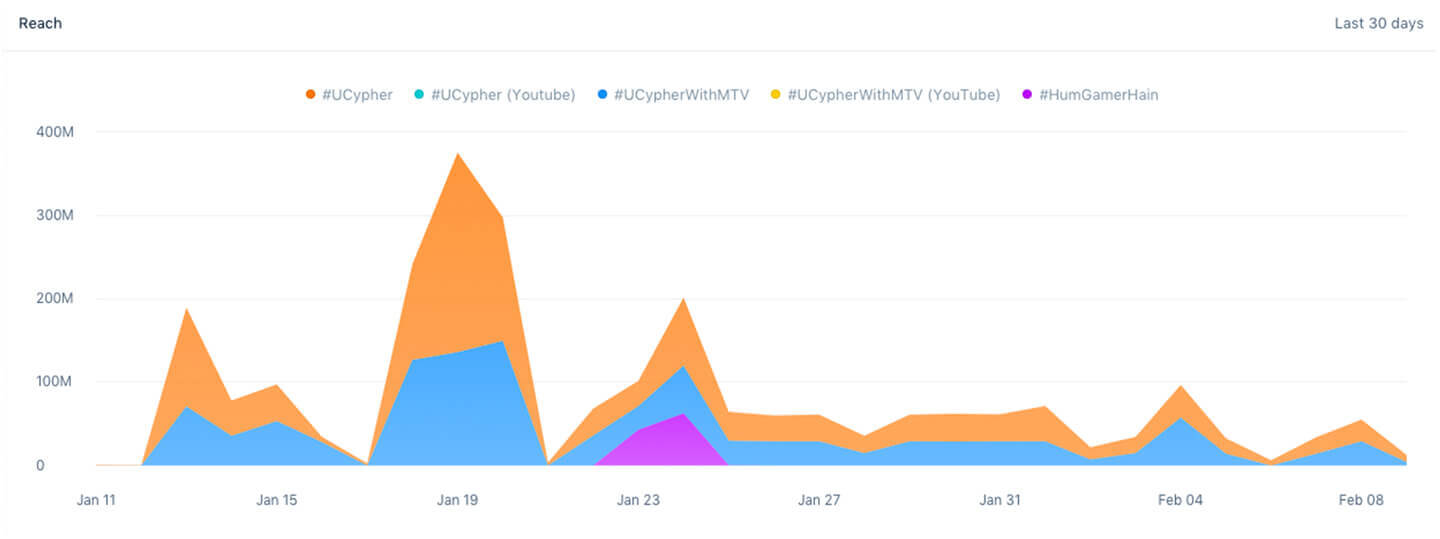 Reach
Last 30 days
#UCypher #UCypher (Youtube) #UCypherWithMTV #UCypherWithMTV (YouTube) #HumGamerHain
400M
300M
200M
100M
0
Jan 11 Jan 15 Jan 19 Jan 23 Jan 27 Jan 31 Feb 04 Feb 08